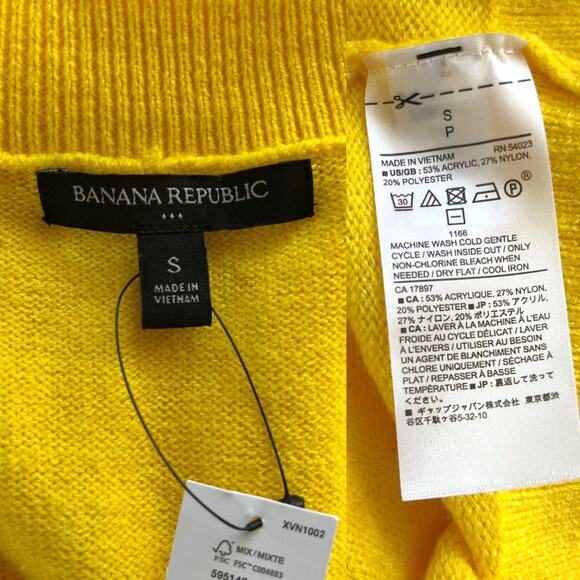 BANANA REPUBLIC
S
MADE IN
VIETNAM
XVN1002
MIX/MIXTE
FSC
FSC™ C004883
S
P
RN 54023
MADE IN VIETNAM
■ US/GB : 53% ACRYLIC, 27% NYLON,
20% POLYESTER
30
P
1166
MACHINE WASH COLD GENTLE
CYCLE / WASH INSIDE OUT / ONLY
NON-CHLORINE BLEACH WHEN
NEEDED / DRY FLAT / COOL IRON
CA 17897
■ CA : 53% ACRYLIQUE, 27% NYLON,
20% POLYESTER ■ JP : 53% アクリル,
27% ナイロン, 20% ポリエステル
■ CA : LAVER À LA MACHINE À L'EAU
FROIDE AU CYCLE DÉLICAT / LAVER
À L'ENVERS / UTILISER AU BESOIN
UN AGENT DE BLANCHIMENT SANS
CHLORE UNIQUEMENT / SÉCHAGE À
PLAT / REPASSER À BASSE
TEMPÉRATURE ■ JP : 裏返して洗って
ください。
■ ギャップジャパン株式会社 東京都渋
谷区千駄ヶ谷5-32-10